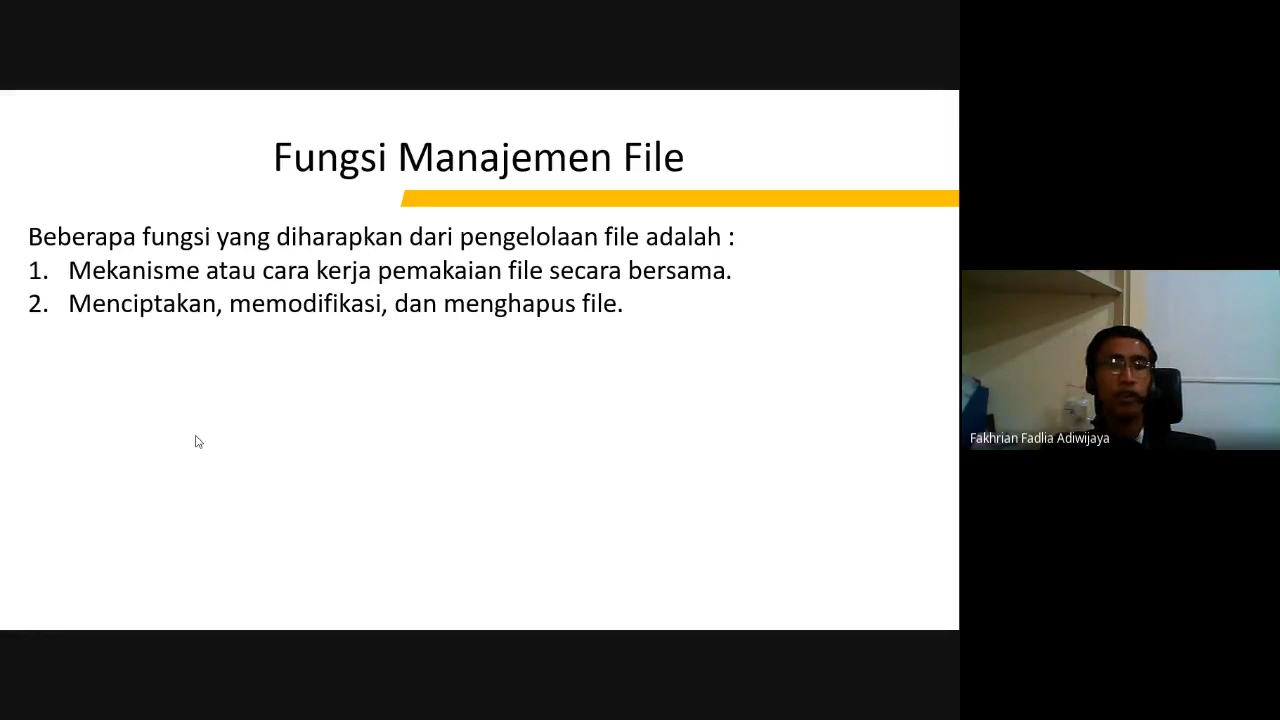 Fungsi Manajemen File
Beberapa fungsi yang diharapkan dari pengelolaan file adalah :
1. Mekanisme atau cara kerja pemakaian file secara bersama.
2. Menciptakan, memodifikasi, dan menghapus file.
Fakhrian Fadlia Adiwijaya